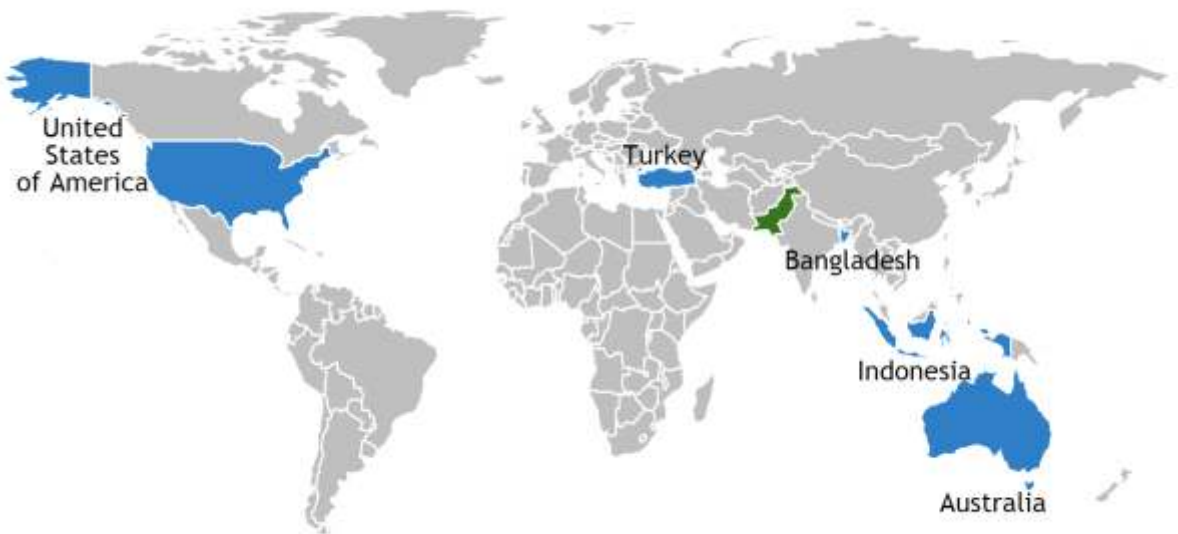 United
States
of America
Turkey
Bangladesh
Indonesia
Australia